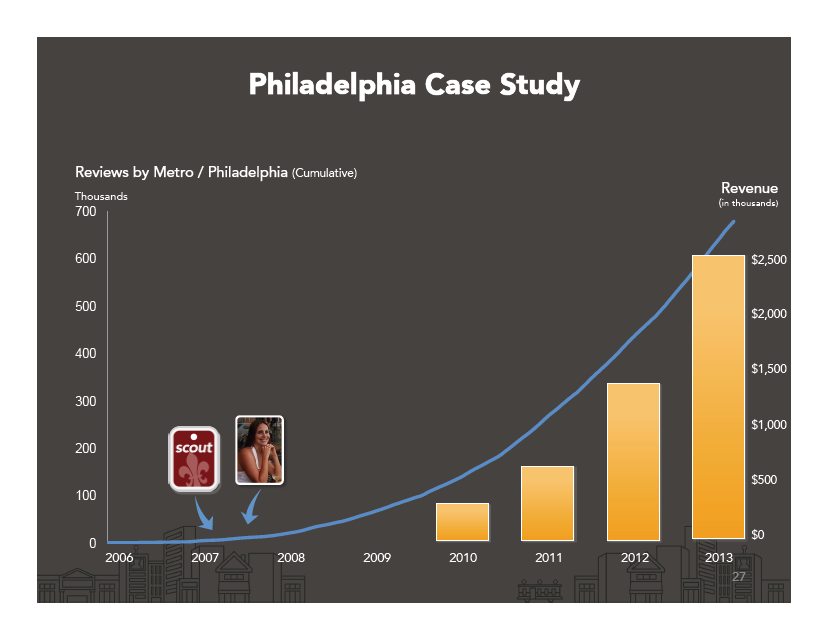 Philadelphia Case Study
Reviews by Metro / Philadelphia (Cumulative)
Thousands
Revenue
(in thousands)
700
600
500
400
300
200
100
0
$2,500
$2,000
$1,500
$1,000
$500
$0
scout
2006 2007 2008 2009 2010 2011 2012 2013
27